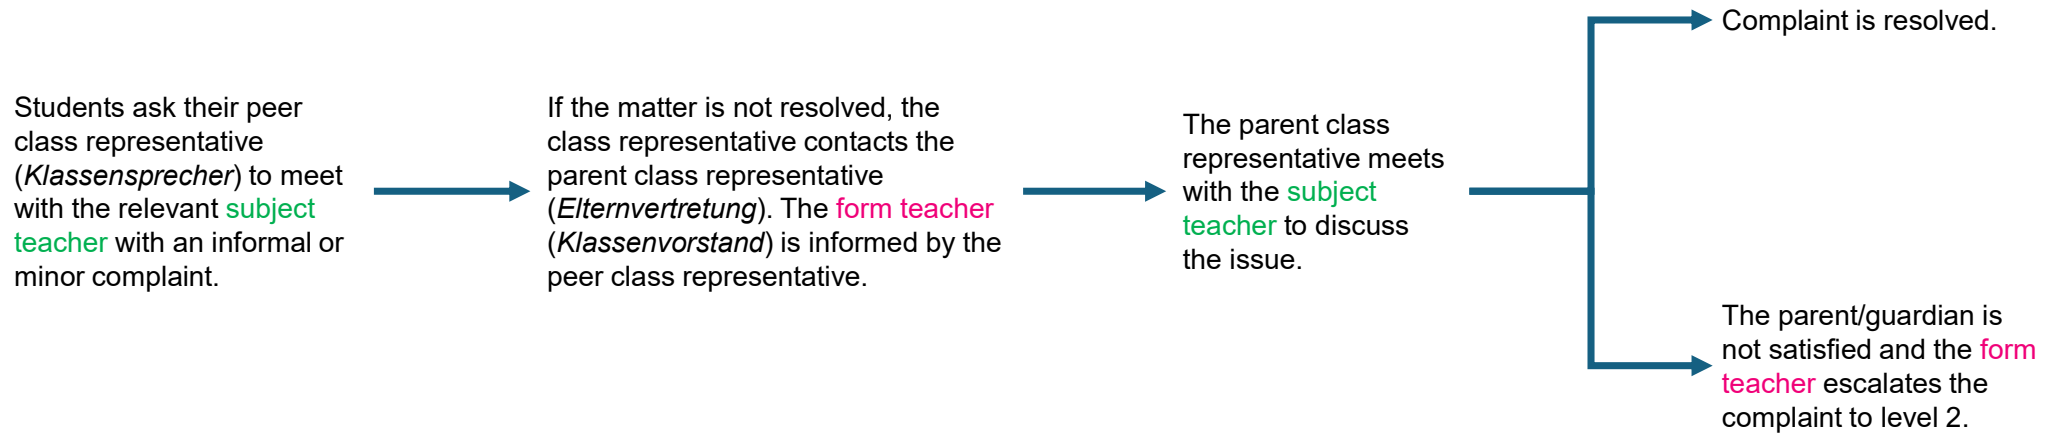 Students ask their peer
class representative
(Klassensprecher) to meet
with the relevant subject
teacher with an informal or
minor complaint.
If the matter is not resolved, the
class representative contacts the
parent class representative
(Elternvertretung). The form teacher
(Klassenvorstand) is informed by the
peer class representative.
The parent class
representative meets
with the subject
teacher to discuss
the issue.
Complaint is resolved.
The parent/guardian is
not satisfied and the form
teacher escalates the
complaint to level 2.